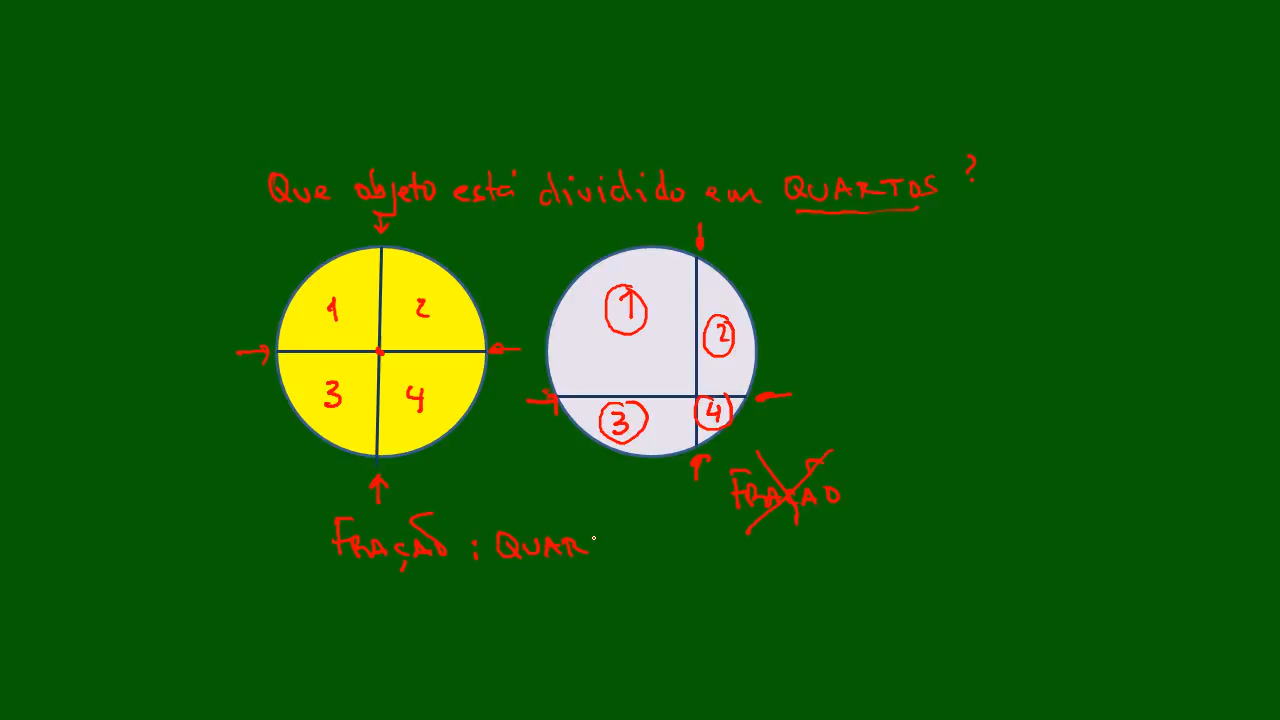 Que objeto está dividido em QUARTOS ?
1 2
3 4
1
2
3 4
FRAÇÃO
FRAÇÃO : QUAR